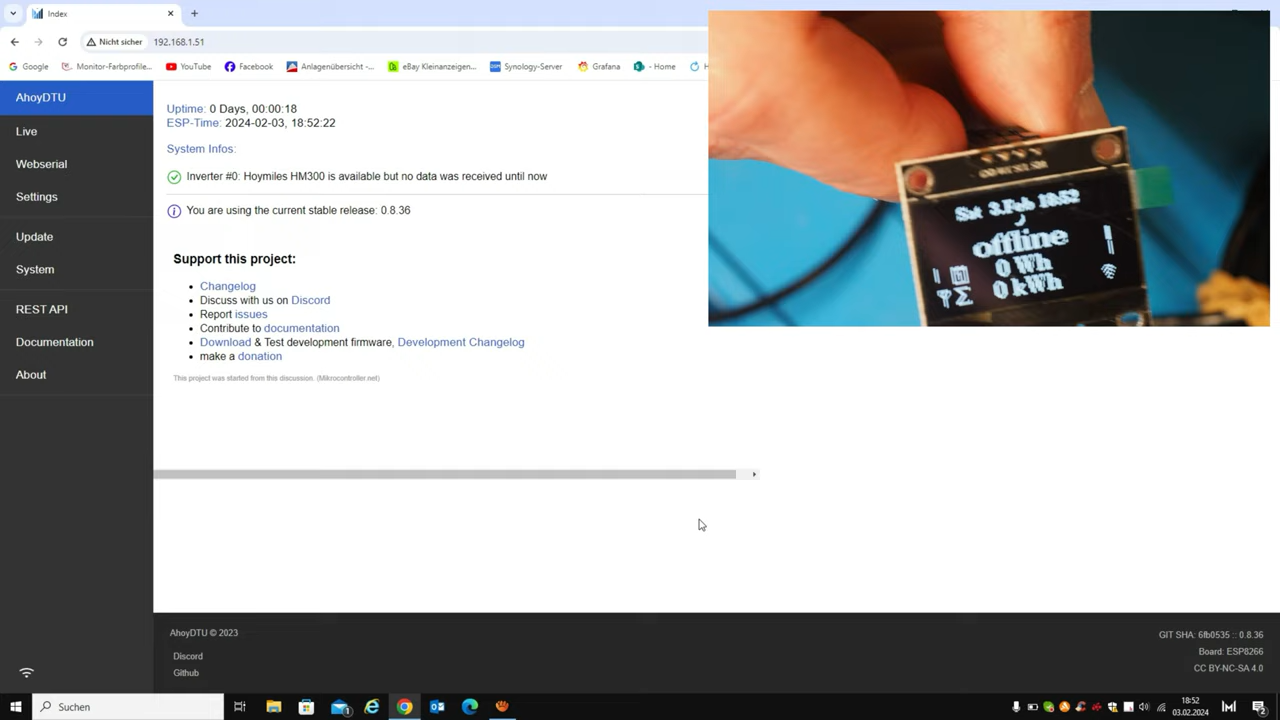 Index
Nicht sicher
192.168.1.51
Google
Monitor-Farbprofile...
YouTube
Facebook
Anlagenübersicht -...
eBay Kleinanzeigen...
Synology-Server
Grafana
- Home
H
AhoyDTU
Live
Webserial
Settings
Update
System
REST API
Documentation
About
Uptime: 0 Days, 00:00:18
ESP-Time: 2024-02-03, 18:52:22
System Infos:
Inverter #0: Hoymiles HM300 is available but no data was received until now
You are using the current stable release: 0.8.36
Support this project:
Changelog
Discuss with us on Discord
Report issues
Contribute to documentation
Download & Test development firmware, Development Changelog
make a donation
This project was started from this discussion. (Mikrocontroller.net)
Sat 3.Feb 18:52
offline
0 Wh
0 kWh
AhoyDTU © 2023
Discord
Github
GIT SHA: 6fb0535 :: 0.8.36
Board: ESP8266
CC BY-NC-SA 4.0
Suchen
18:52
03.02.2024